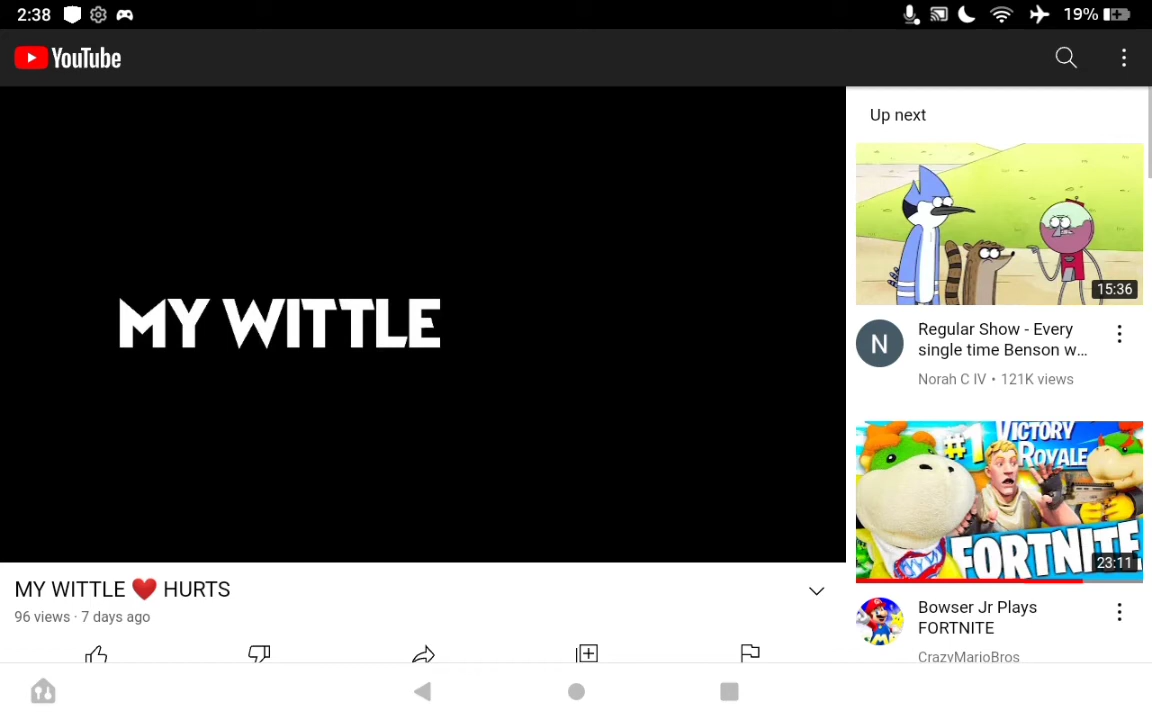 2:38
19%
YouTube
Up next
MY WITTLE
15:36
N
Regular Show - Every
single time Benson w...
Norah C IV • 121K views
#1 VICTORY
ROYALE
FORTNITE
23:11
MY WITTLE ❤️ HURTS
96 views · 7 days ago
Bowser Jr Plays
FORTNITE
CrazyMarioBros